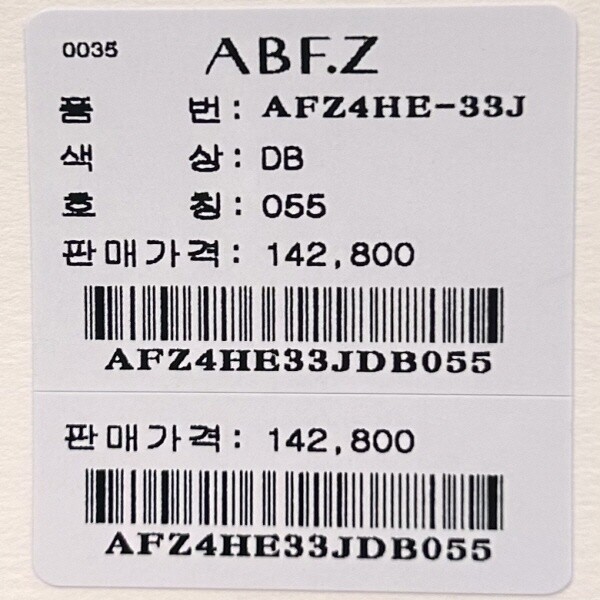 0035 ABF.Z
품 번: AFZ4HE-33J
색 상: DB
호 칭: 055
판매가격: 142,800
AFZ4HE33JDB055
판매가격: 142,800
AFZ4HE33JDB055